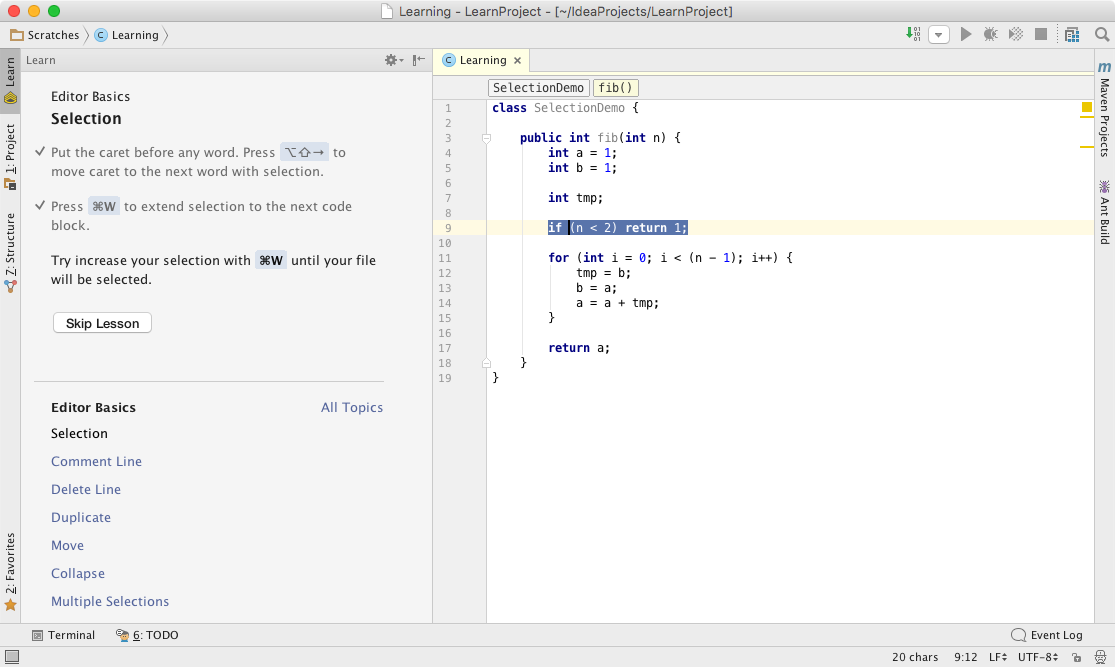 Learning - LearnProject - [~/IdeaProjects/LearnProject]
Scratches
Learning
Learn
1: Project
Z: Structure
2: Favorites
Learn
Editor Basics
Selection
Put the caret before any word. Press ⌥⇧→ to
move caret to the next word with selection.
Press ⌘W to extend selection to the next code
block.
Try increase your selection with ⌘W until your file
will be selected.
Skip Lesson
Editor Basics
All Topics
Selection
Comment Line
Delete Line
Duplicate
Move
Collapse
Multiple Selections
Learning
SelectionDemo fib()
1 class SelectionDemo {
2
3     public int fib(int n) {
4         int a = 1;
5         int b = 1;
6
7         int tmp;
8
9         if (n < 2) return 1;
10
11         for (int i = 0; i < (n - 1); i++) {
12             tmp = b;
13             b = a;
14             a = a + tmp;
15         }
16
17         return a;
18     }
19 }
Maven Projects
Ant Build
Terminal
6: TODO
Event Log
20 chars 9:12 LF UTF-8